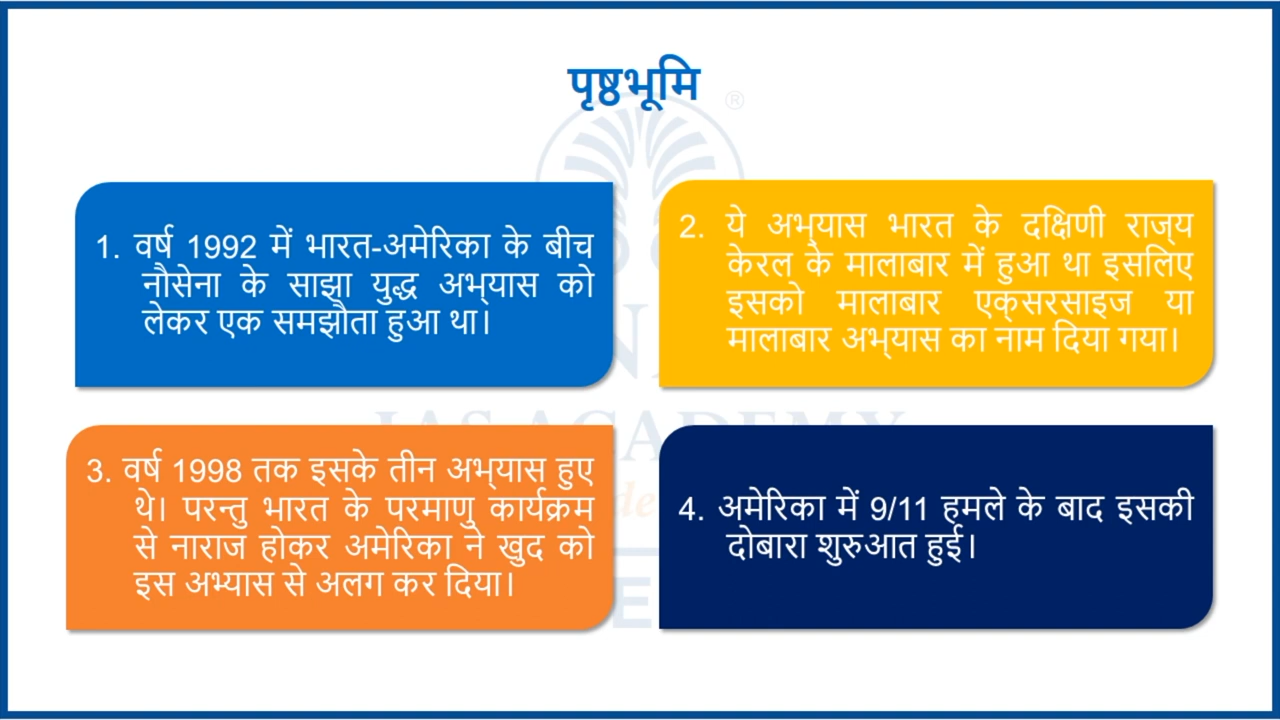 पृष्ठभूमि
®
1. वर्ष 1992 में भारत-अमेरिका के बीच
नौसेना के साझा युद्ध अभ्यास को
लेकर एक समझौता हुआ था।
2. ये अभ्यास भारत के दक्षिणी राज्य
केरल के मालाबार में हुआ था इसलिए
इसको मालाबार एक्सरसाइज या
मालाबार अभ्यास का नाम दिया गया।
IAS ACADEMY
3. वर्ष 1998 तक इसके तीन अभ्यास हुए
थे। परन्तु भारत के परमाणु कार्यक्रम
से नाराज होकर अमेरिका ने खुद को
इस अभ्यास से अलग कर दिया।
4. अमेरिका में 9/11 हमले के बाद इसकी
दोबारा शुरुआत हुई।